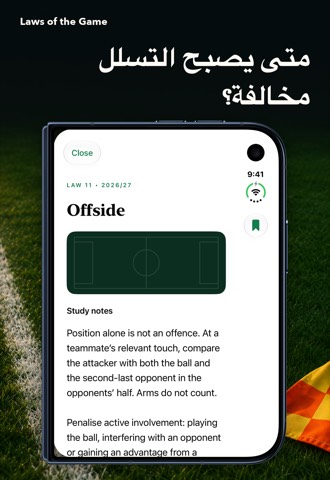 Laws of the Game
متى يصبح التسلل
مخالفة؟
Close
9:41
LAW 11 • 2026/27
Offside
Study notes
Position alone is not an offence. At a
teammate’s relevant touch, compare
the attacker with both the ball and
the second-last opponent in the
opponents’ half. Arms do not count.
Penalise active involvement: playing
the ball, interfering with an opponent
or gaining an advantage from a